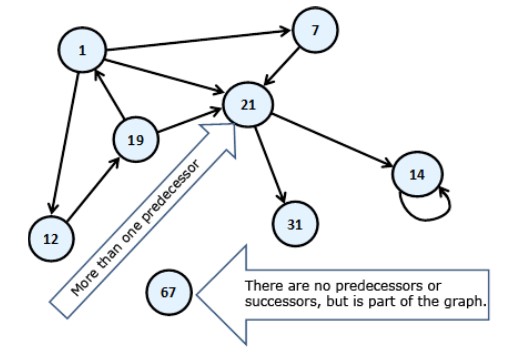 7
1
21
19
14
31
12
More than one predecessor
67
There are no predecessors or
successors, but is part of the graph.